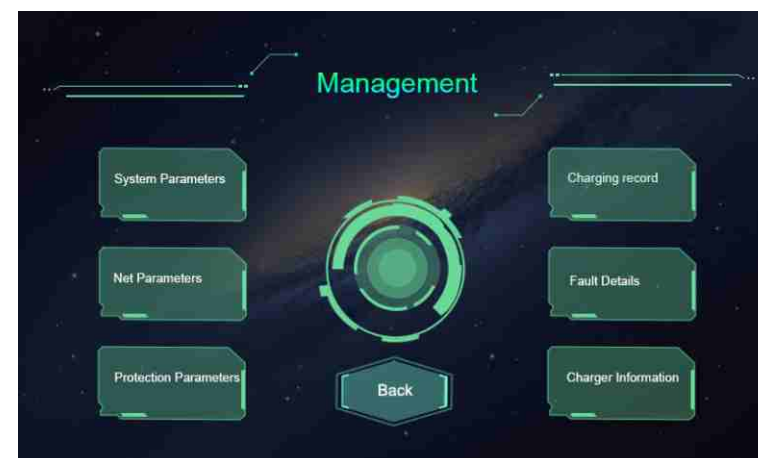 Management
System Parameters
Charging record
Net Parameters
Fault Details
Protection Parameters
Charger Information
Back